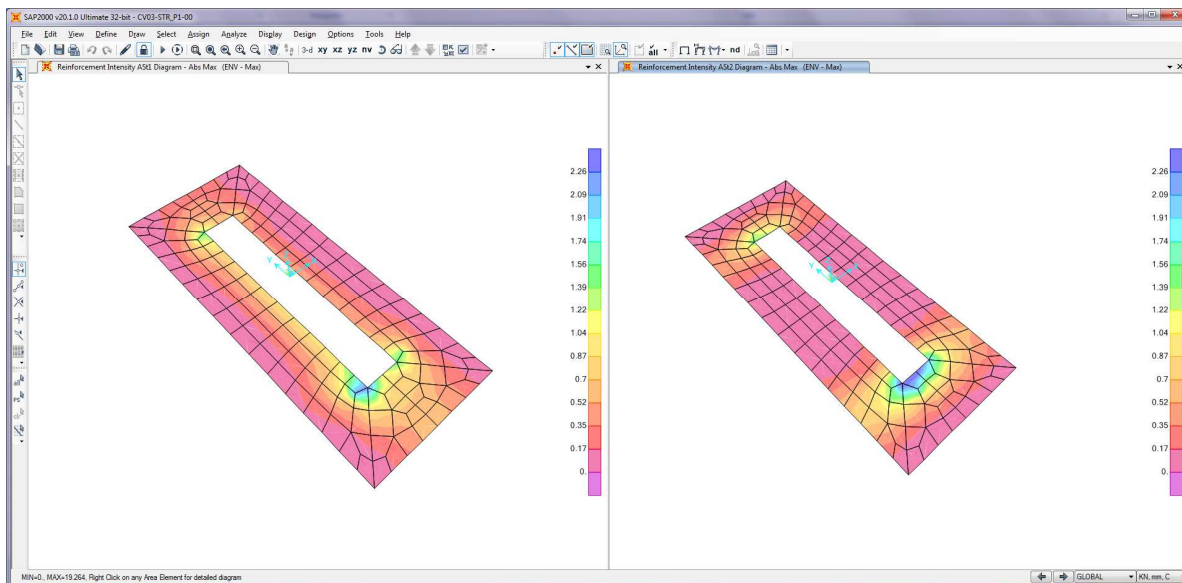 SAP2000 v20.1.0 Ultimate 32-bit - CV03-STR_P1-00
File Edit View Define Draw Select Assign Analyze Display Design Options Tools Help
3-d xy xz yz nv all nd
Reinforcement Intensity ASt1 Diagram - Abs Max (ENV - Max)
2.26
2.09
1.91
1.74
1.56
1.39
1.22
1.04
0.87
0.7
0.52
0.35
0.17
0.
Y
Reinforcement Intensity ASt2 Diagram - Abs Max (ENV - Max)
2.26
2.09
1.91
1.74
1.56
1.39
1.22
1.04
0.87
0.7
0.52
0.35
0.17
0.
Y
all
PS
clr
MIN=0., MAX=19.264, Right Click on any Area Element for detailed diagram
GLOBAL
KN, mm, C